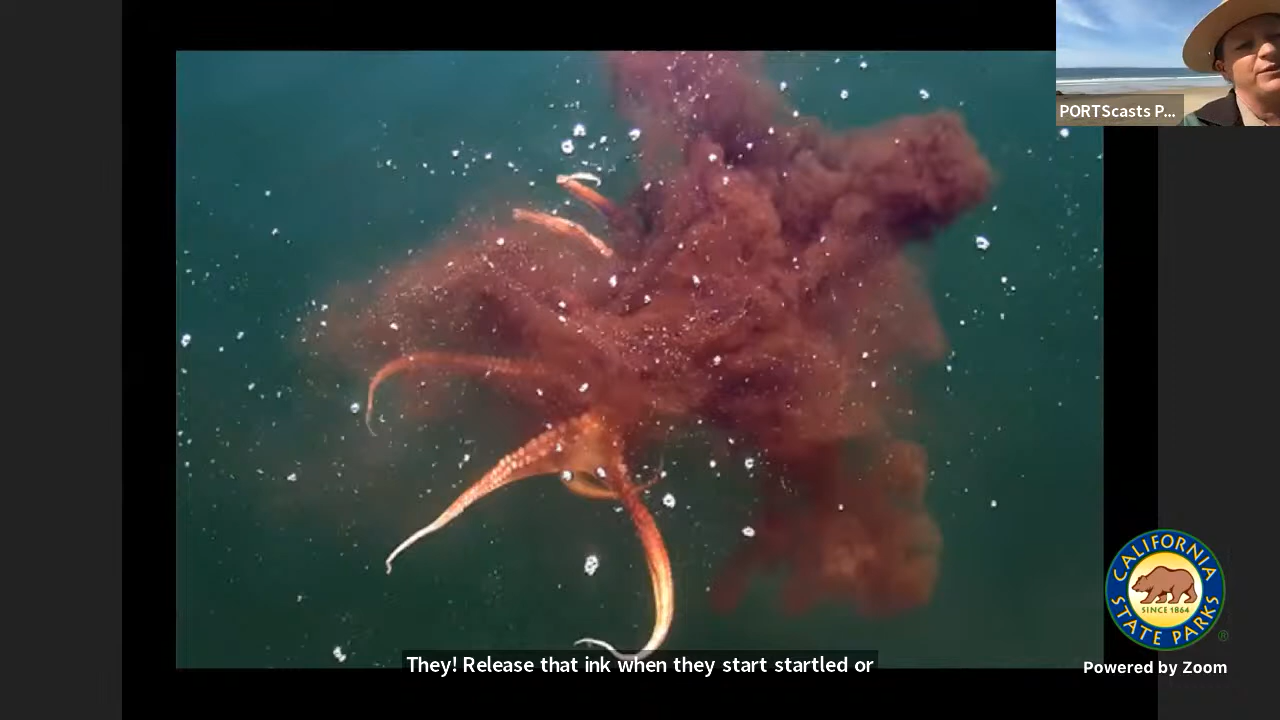 PORTScasts P...
CALIFORNIA
SINCE 1864
STATE PARKS
®
They! Release that ink when they start startled or
Powered by Zoom